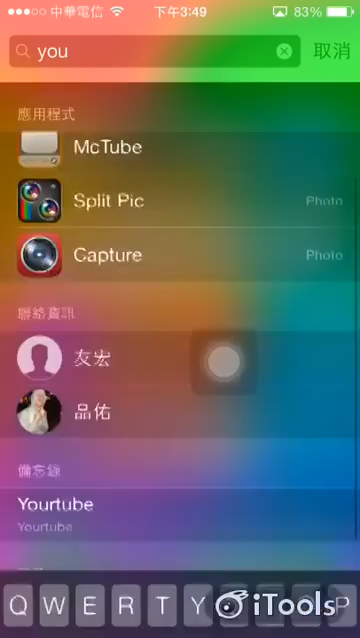 中華電信 下午3:49 83%
you 取消
應用程式
McTube
Split Pic Photo
Capture Photo
聯絡資訊
友宏
品佑
備忘錄
Yourtube
Yourtube
Q W E R T Y P
iTools